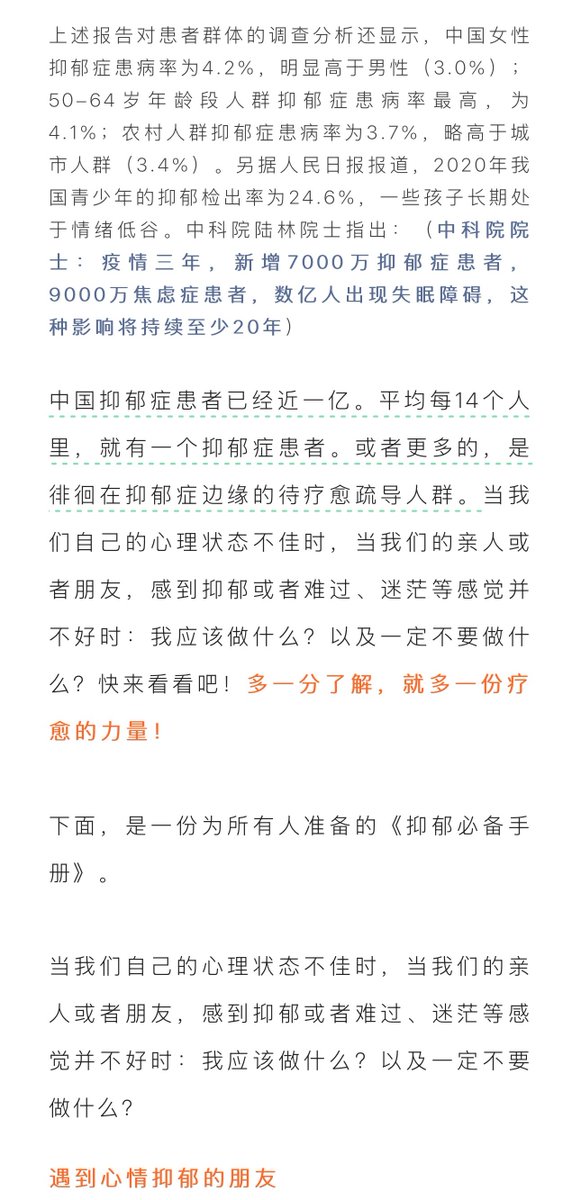 上述报告对患者群体的调查分析还显示，中国女性
抑郁症患病率为4.2%，明显高于男性（3.0%）；
50–64岁年龄段人群抑郁症患病率最高，为
4.1%；农村人群抑郁症患病率为3.7%，略高于城
市人群（3.4%）。另据人民日报报道，2020年我
国青少年的抑郁检出率为24.6%，一些孩子长期处
于情绪低谷。中科院陆林院士指出：（中科院院
士：疫情三年，新增7000万抑郁症患者，
9000万焦虑症患者，数亿人出现失眠障碍，这
种影响将持续至少20年）
中国抑郁症患者已经近一亿。平均每14个人
里，就有一个抑郁症患者。或者更多的，是
徘徊在抑郁症边缘的待疗愈疏导人群。当我
们自己的心理状态不佳时，当我们的亲人或
者朋友，感到抑郁或者难过、迷茫等感觉并
不好时：我应该做什么？以及一定不要做什
么？快来看看吧！多一分了解，就多一份疗
愈的力量！
下面，是一份为所有人准备的《抑郁必备手
册》。
当我们自己的心理状态不佳时，当我们的亲
人或者朋友，感到抑郁或者难过、迷茫等感
觉并不好时：我应该做什么？以及一定不要
做什么？
遇到心情抑郁的朋友